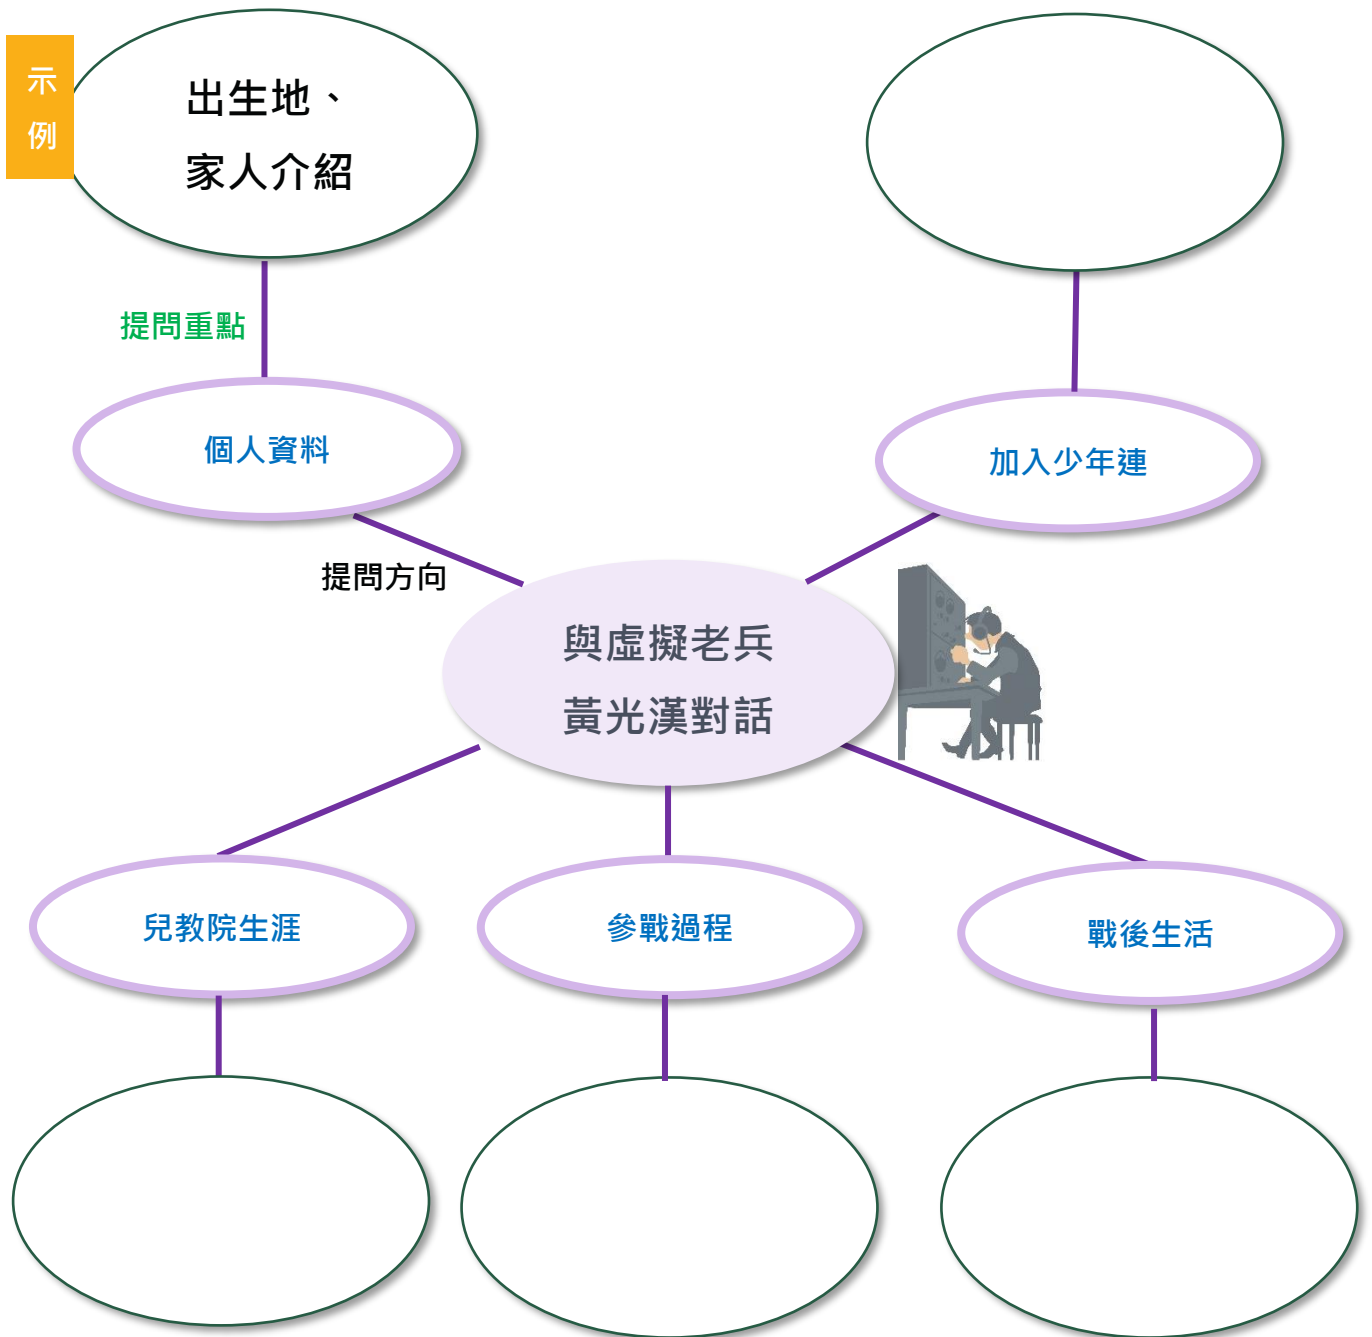 示
例
出生地、
家人介紹
提問重點
個人資料
加入少年連
提問方向
與虛擬老兵
黃光漢對話
兒教院生涯
參戰過程
戰後生活